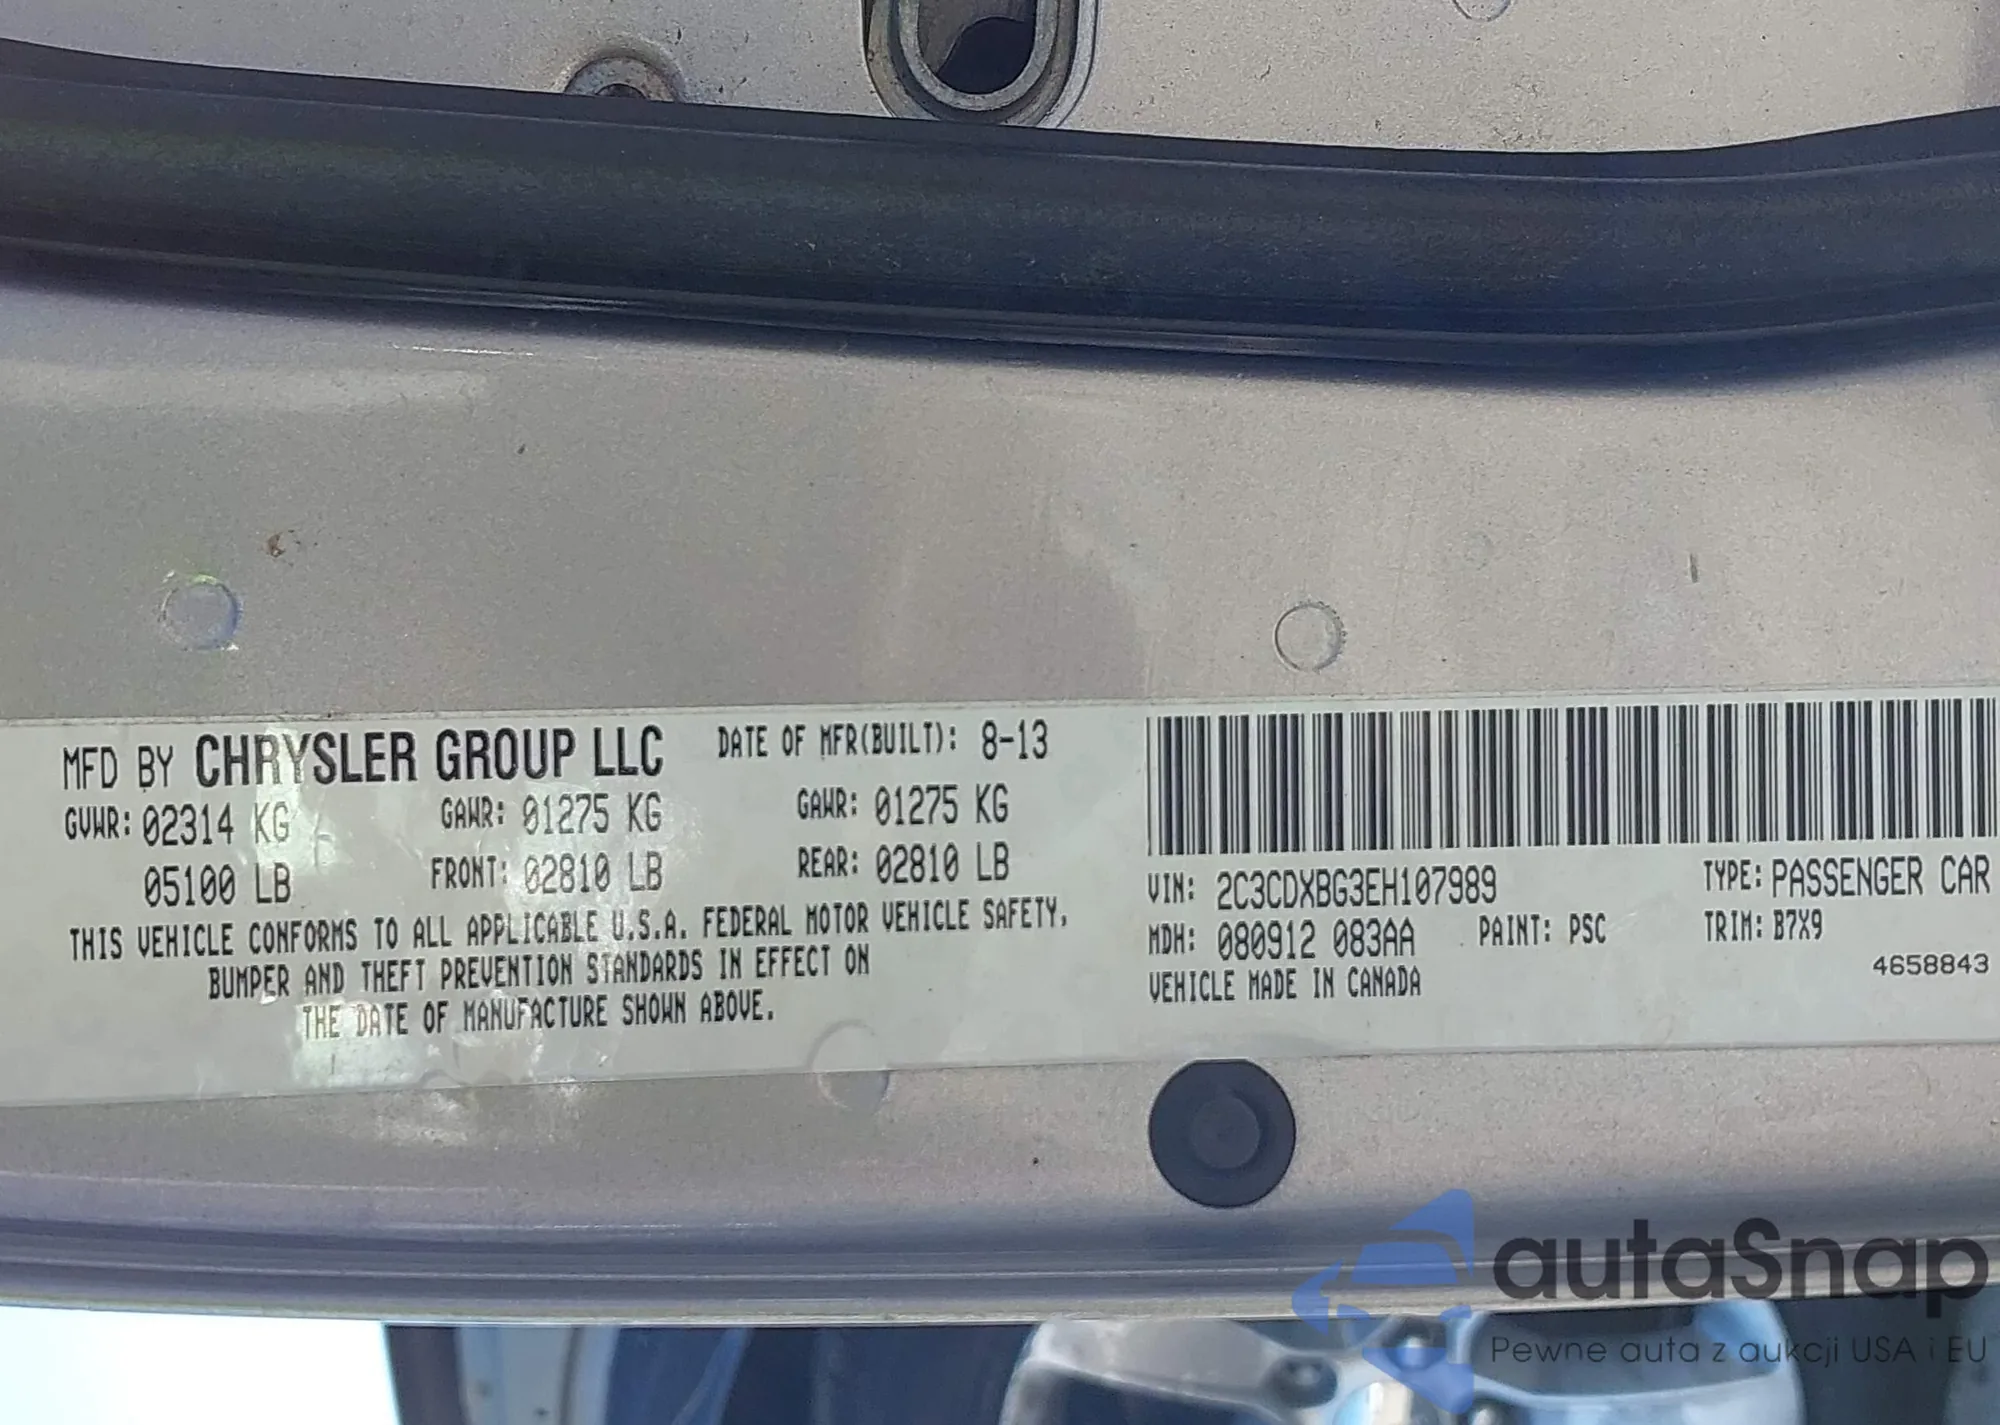 MFD BY CHRYSLER GROUP LLC DATE OF MFR(BUILT): 8-13
GVWR: 02314 KG GAWR: 01275 KG GAWR: 01275 KG
05100 LB FRONT: 02810 LB REAR: 02810 LB
THIS VEHICLE CONFORMS TO ALL APPLICABLE U.S.A. FEDERAL MOTOR VEHICLE SAFETY,
BUMPER AND THEFT PREVENTION STANDARDS IN EFFECT ON
THE DATE OF MANUFACTURE SHOWN ABOVE.
VIN: 2C3CDXBG3EH107989 TYPE: PASSENGER CAR
MDH: 080912 083AA PAINT: PSC TRIM: B7X9
VEHICLE MADE IN CANADA 4658843
autaSnap
Pewne auta z aukcji USA i EU